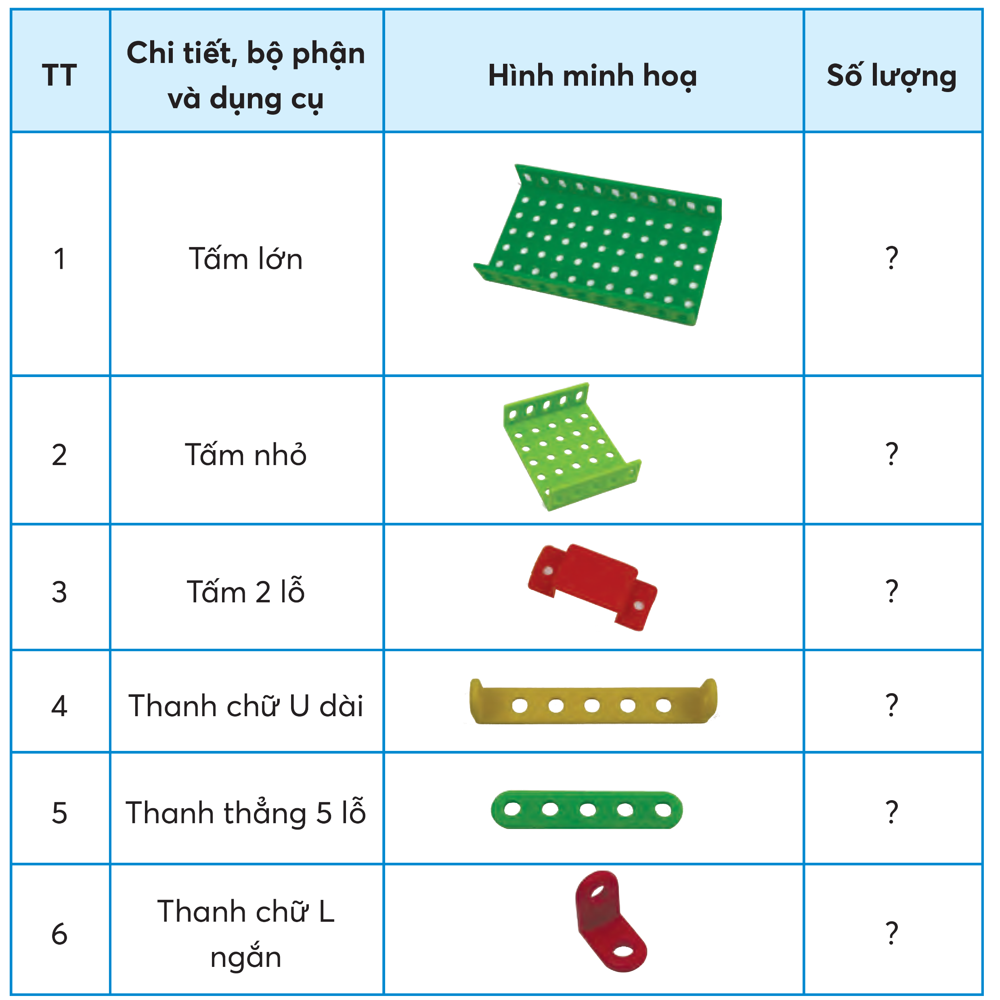 TT
Chi tiết, bộ phận
và dụng cụ
Hình minh hoạ
Số lượng
1
Tấm lớn
?
2
Tấm nhỏ
?
3
Tấm 2 lỗ
?
4
Thanh chữ U dài
?
5
Thanh thẳng 5 lỗ
?
6
Thanh chữ L
ngắn
?